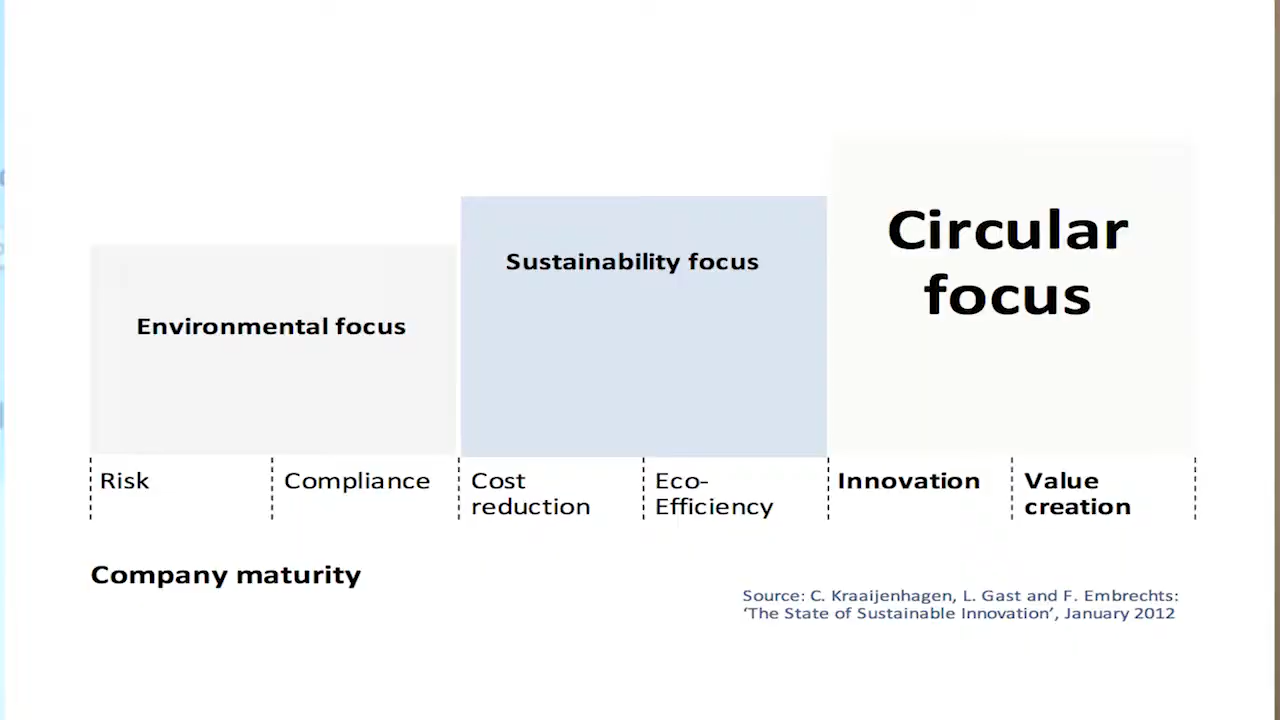 Circular
focus
Sustainability focus
Environmental focus
Risk
Compliance
Cost
reduction
Eco-
Efficiency
Innovation
Value
creation
Company maturity
Source: C. Kraaijenhagen, L. Gast and F. Embrechts:
‘The State of Sustainable Innovation’, January 2012